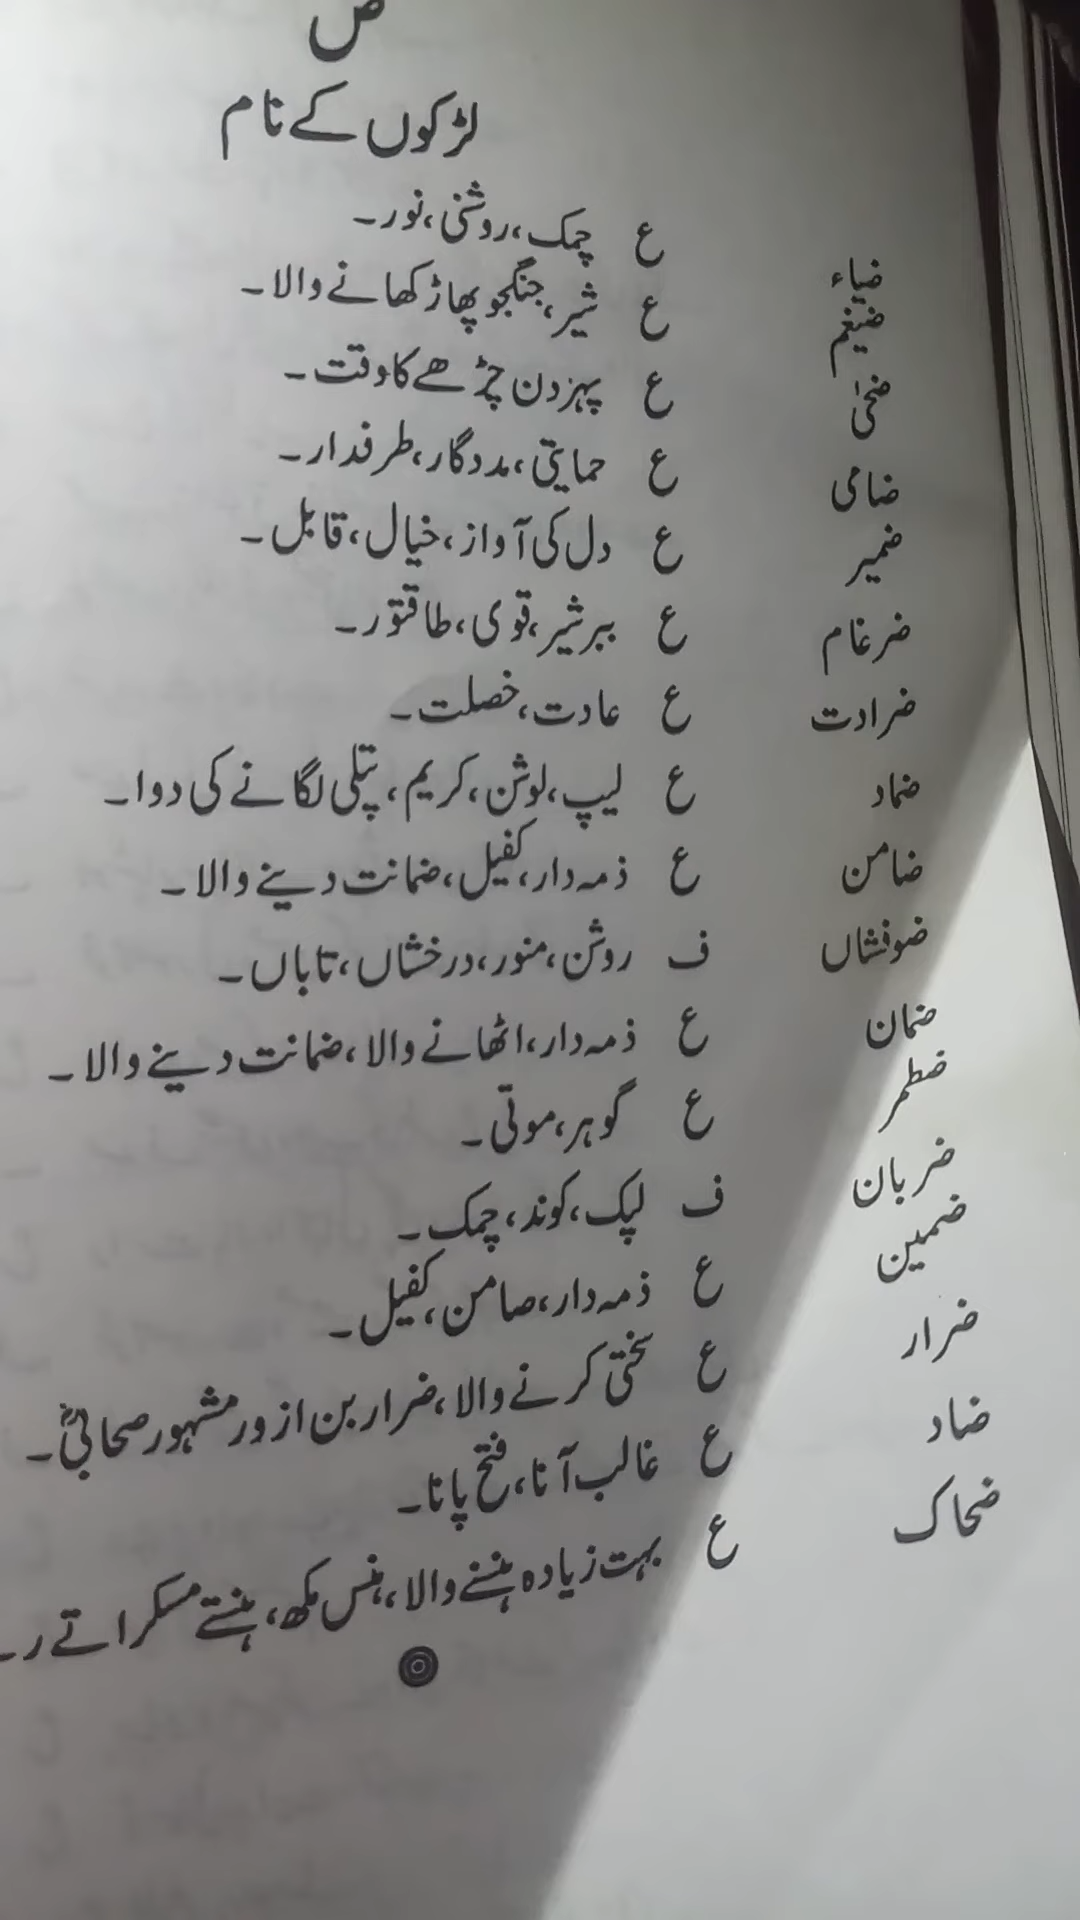 ض
لڑکوں کے نام
ضیاء ع چمک، روشنی، نور۔
ضیغم ع شیر، جنگجو پھاڑ کھانے والا۔
ضحیٰ ع پہر دن چڑھے کا وقت۔
ضامی ع حمایتی، مددگار، طرفدار۔
ضمیر ع دل کی آواز، خیال، قابل۔
ضرغام ع ببر شیر، قوی، طاقتور۔
ضرادت ع عادت، خصلت۔
ضماد ع لیپ، لوشن، کریم، پتلی لگانے کی دوا۔
ضامن ع ذمہ دار، کفیل، ضمانت دینے والا۔
ضوفشاں ف روشن، منور، درخشاں، تاباں۔
ضمان ع ذمہ دار، اٹھانے والا، ضمانت دینے والا۔
ضطمر ع گوہر، موتی۔
ضربان ف لپک، کوند، چمک۔
ضمین ع ذمہ دار، صامن، کفیل۔
ضرار ع سختی کرنے والا، ضرار بن ازور مشہور صحابیؓ۔
ضاد ع غالب آنا، فتح پانا۔
ضحاک ع بہت زیادہ ہنسنے والا، ہنس مکھ، ہنستے مسکراتے ر۔